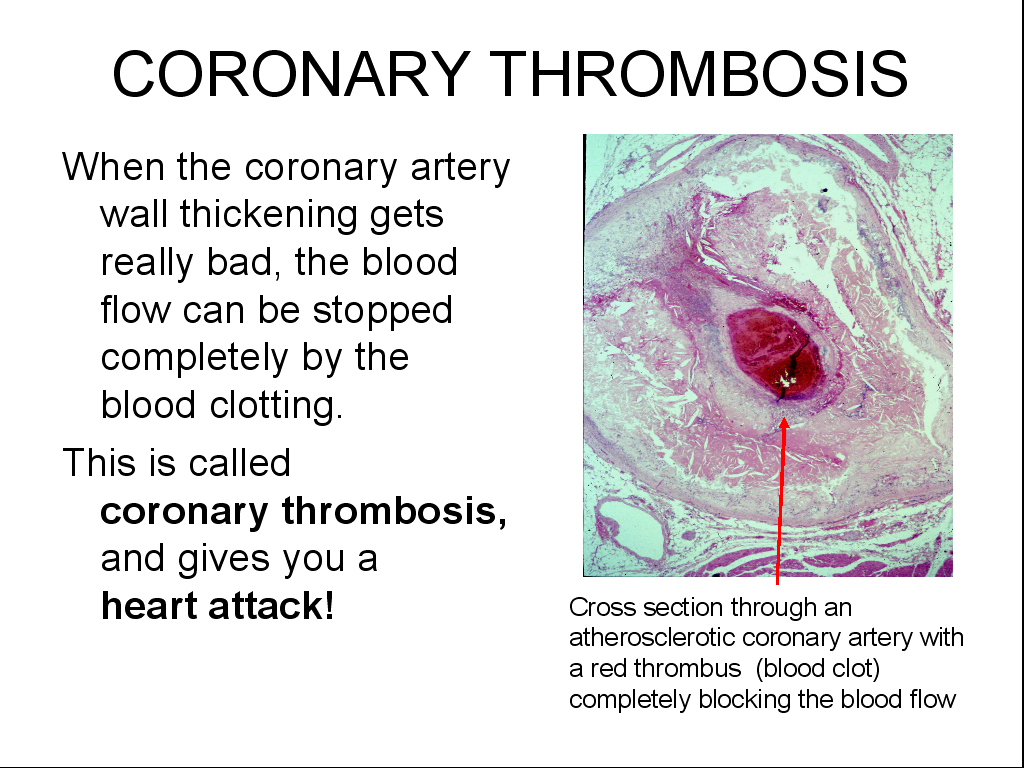 CORONARY THROMBOSIS
When the coronary artery
wall thickening gets
really bad, the blood
flow can be stopped
completely by the
blood clotting.
This is called
coronary thrombosis,
and gives you a
heart attack!
Cross section through an
atherosclerotic coronary artery with
a red thrombus  (blood clot)
completely blocking the blood flow